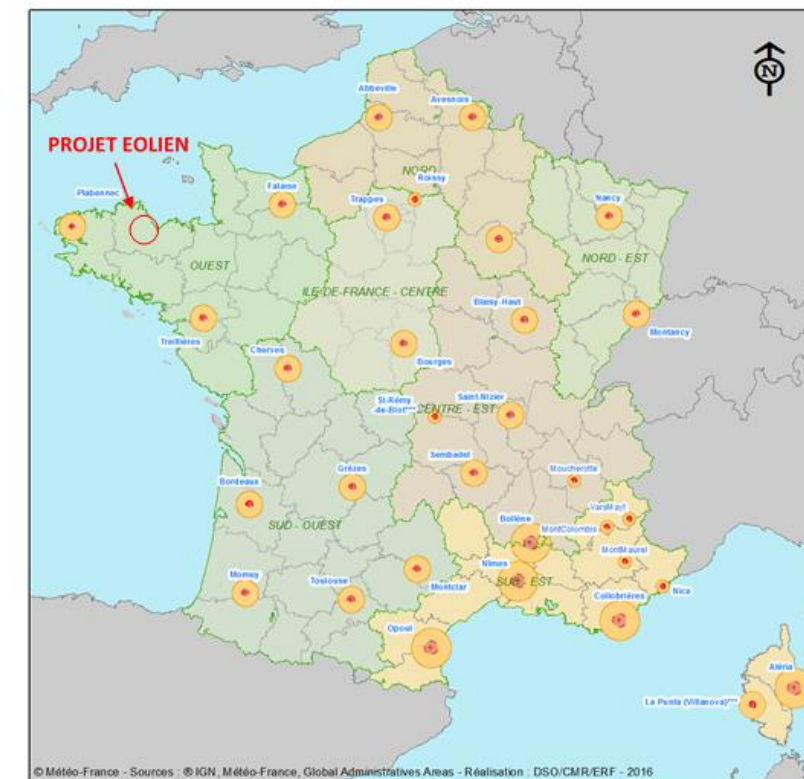 N
Abbeville
Avesnois
PROJET EOLIEN
NORD
Roissy
Plabennec
Falaise
Trappes
Nancy
OUEST
NORD - EST
ILE-DE-FRANCE - CENTRE
Blaisy-Haut
Treillières
Montancy
Cherves
Bourges
St-Rémy
-de-Blot***
Saint-Nizier
CENTRE - EST
Sembadel
Moucherotte
Grèzes
Bordeaux
VarsMayt
Bollène
MontColombis
SUD - OUEST
MontMaurel
Nîmes
SUD - EST
Momuy
Toulouse
Montclar
Nice
Collobrières
Opoul
Aléria
La Punta (Villanova)***
© Météo-France - Sources : ® IGN, Météo-France, Global Administratives Areas - Réalisation : DSO/CMR/ERF - 2016